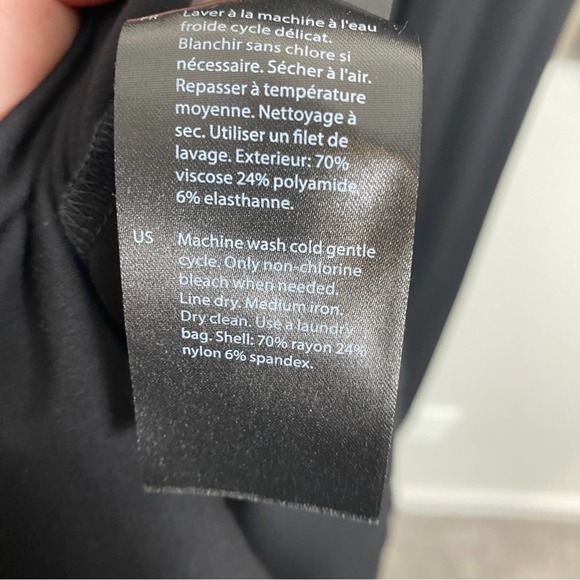 Laver à la machine à l'eau
froide cycle délicat.
Blanchir sans chlore si
nécessaire. Sécher à l'air.
Repasser à température
moyenne. Nettoyage à
sec. Utiliser un filet de
lavage. Exterieur: 70%
viscose 24% polyamide
6% elasthanne.
US Machine wash cold gentle
cycle. Only non-chlorine
bleach when needed.
Line dry. Medium iron.
Dry clean. Use a laundry
bag. Shell: 70% rayon 24%
nylon 6% spandex.